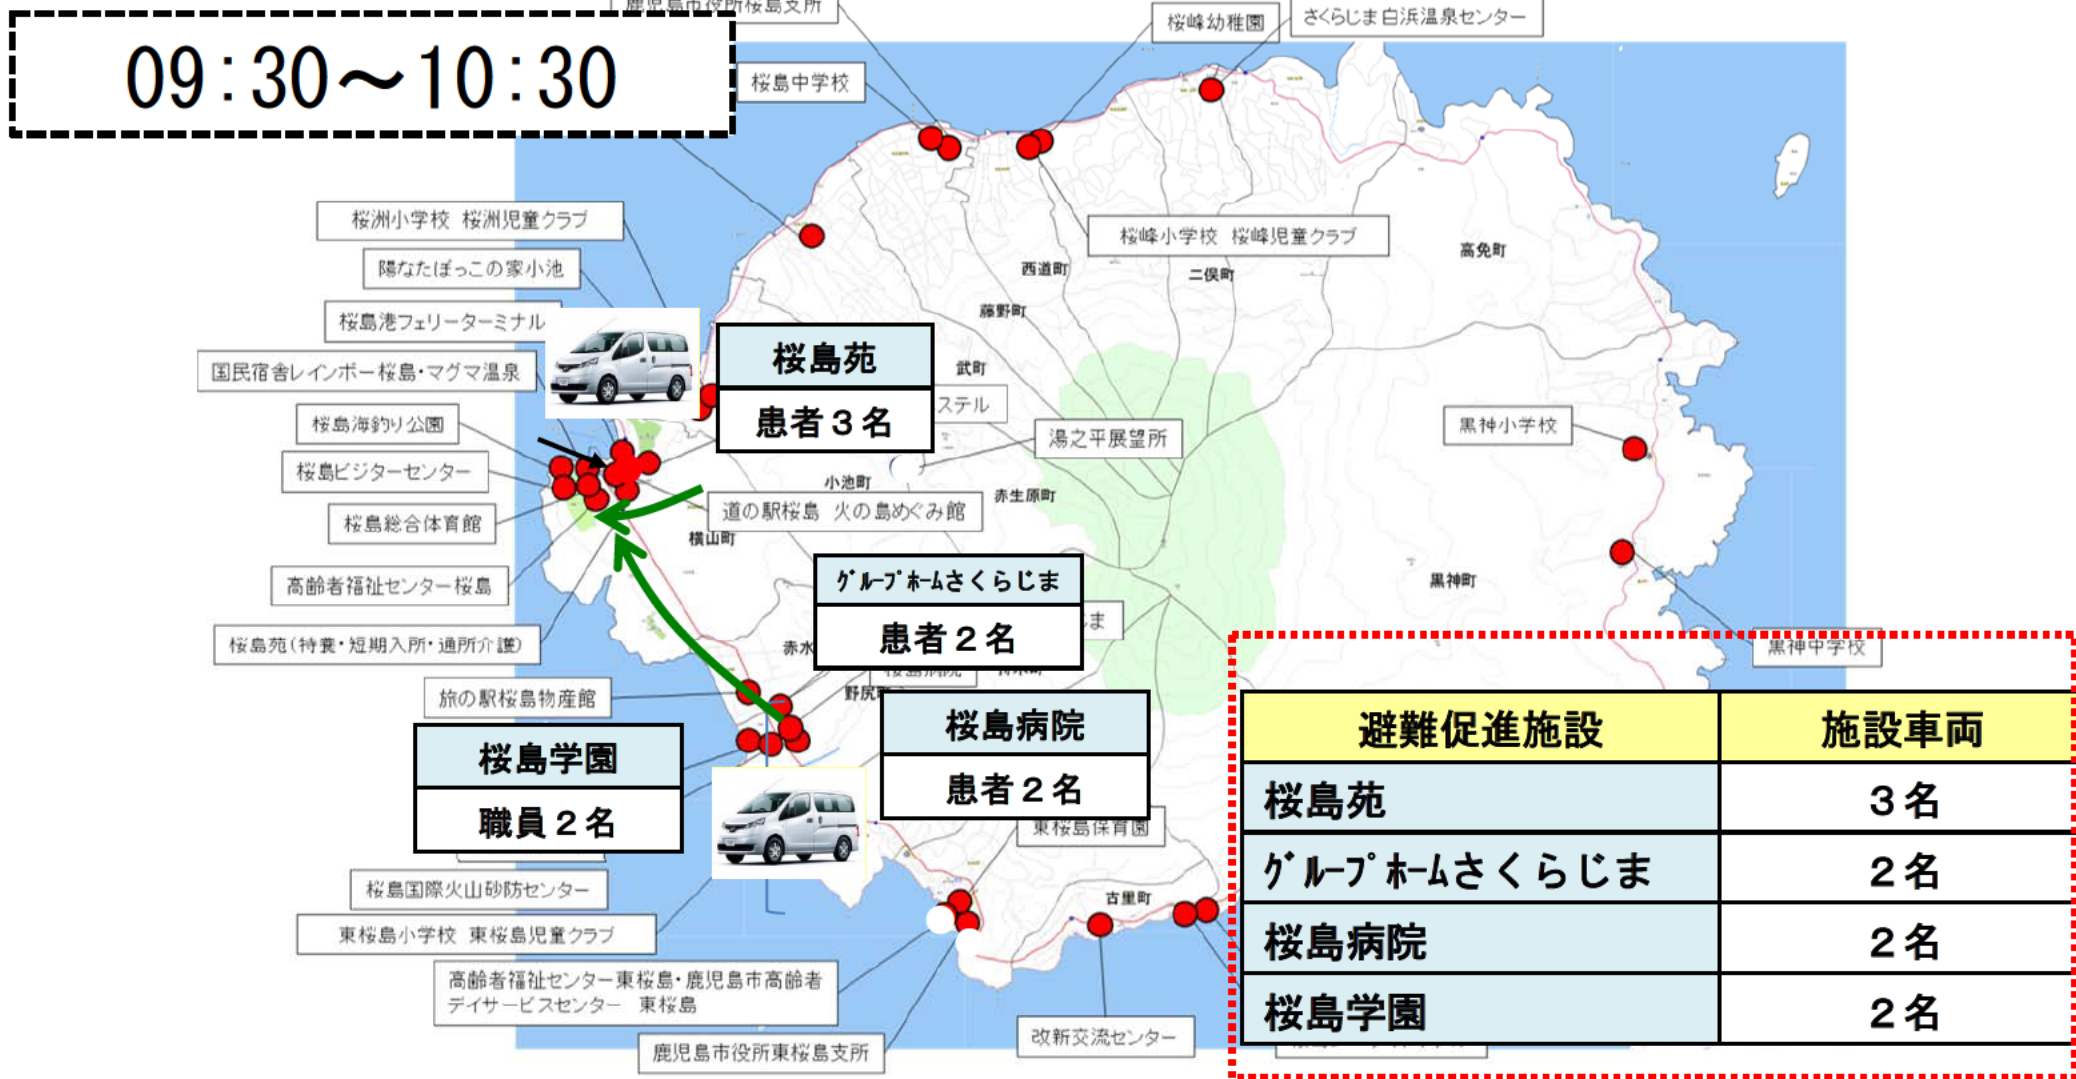 鹿児島市役所桜島支所
桜峰幼稚園
さくらじま白浜温泉センター
09:30～10:30
桜島中学校
桜洲小学校 桜洲児童クラブ
桜峰小学校 桜峰児童クラブ
高免町
陽なたぼっこの家小池
西道町
二俣町
藤野町
桜島港フェリーターミナル
桜島苑
患者３名
武町
国民宿舎レインボー桜島・マグマ温泉
ステル
桜島海釣り公園
湯之平展望所
黒神小学校
桜島ビジターセンター
小池町
赤生原町
道の駅桜島 火の島めぐみ館
桜島総合体育館
横山町
高齢者福祉センター桜島
ｸﾞﾙｰﾌﾟﾎｰﾑさくらじま
患者２名
黒神町
ま
桜島苑(特養・短期入所・通所介護)
赤水
黒神中学校
桜島病院
野尻町
旅の駅桜島物産館
桜島学園
職員２名
桜島病院
患者２名
東桜島保育園
桜島国際火山砂防センター
古里町
東桜島小学校 東桜島児童クラブ
高齢者福祉センター東桜島・鹿児島市高齢者
デイサービスセンター 東桜島
改新交流センター
鹿児島市役所東桜島支所
避難促進施設 施設車両
桜島苑 ３名
ｸﾞﾙｰﾌﾟﾎｰﾑさくらじま ２名
桜島病院 ２名
桜島学園 ２名